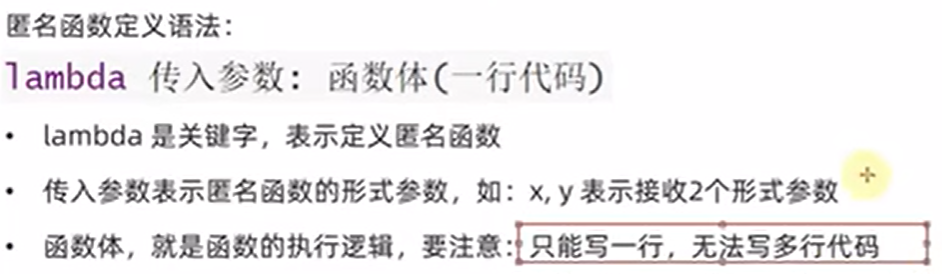 匿名函数定义语法：
lambda 传入参数: 函数体(一行代码)
• lambda 是关键字，表示定义匿名函数
• 传入参数表示匿名函数的形式参数，如：x, y 表示接收2个形式参数
• 函数体，就是函数的执行逻辑，要注意：只能写一行，无法写多行代码